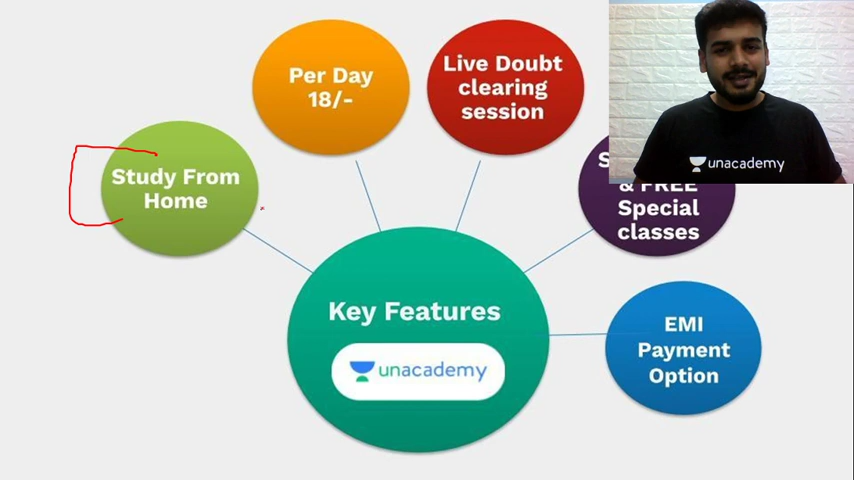 Per Day
18/-
Live Doubt
clearing
session
unacademy
Study From
Home
& FREE
Special
classes
Key Features
unacademy
EMI
Payment
Option